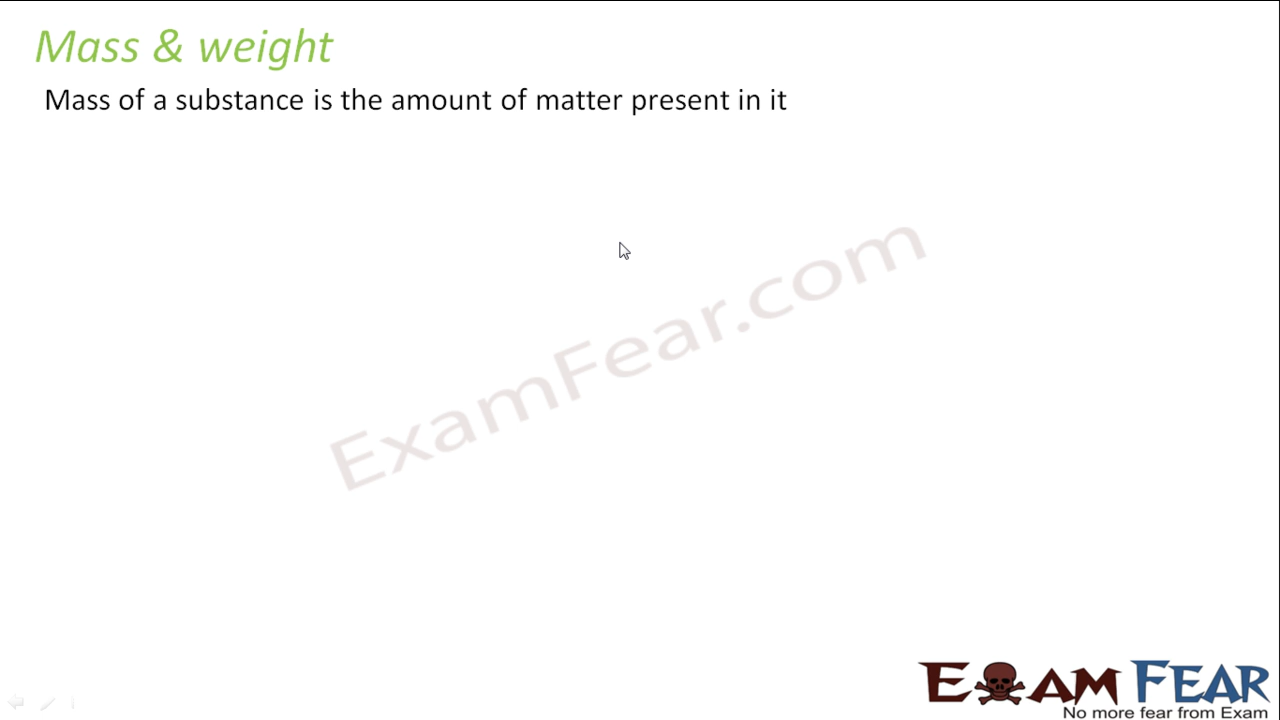 Mass & weight
Mass of a substance is the amount of matter present in it
ExamFear.com
EXAM FEAR
No more fear from Exam